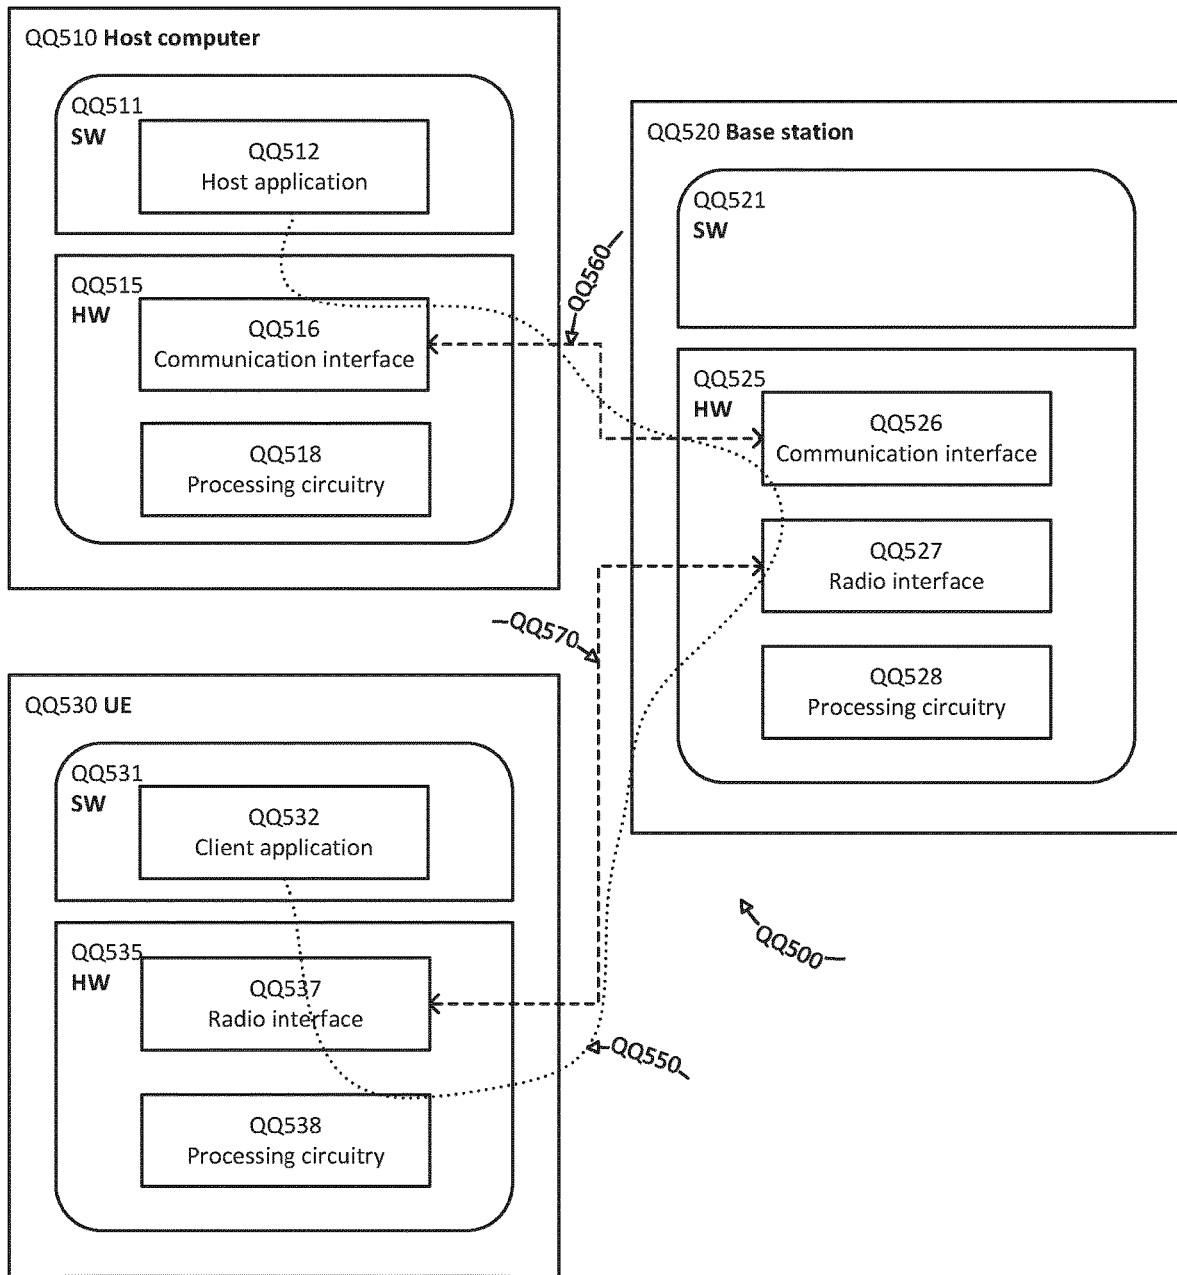 QQ510 Host computer
QQ511
SW
QQ512
Host application
QQ515
HW
QQ516
Communication interface
QQ518
Processing circuitry
QQ560
QQ520 Base station
QQ521
SW
QQ525
HW
QQ526
Communication interface
QQ527
Radio interface
QQ528
Processing circuitry
QQ570
QQ530 UE
QQ531
SW
QQ532
Client application
QQ535
HW
QQ537
Radio interface
QQ538
Processing circuitry
QQ500
QQ550